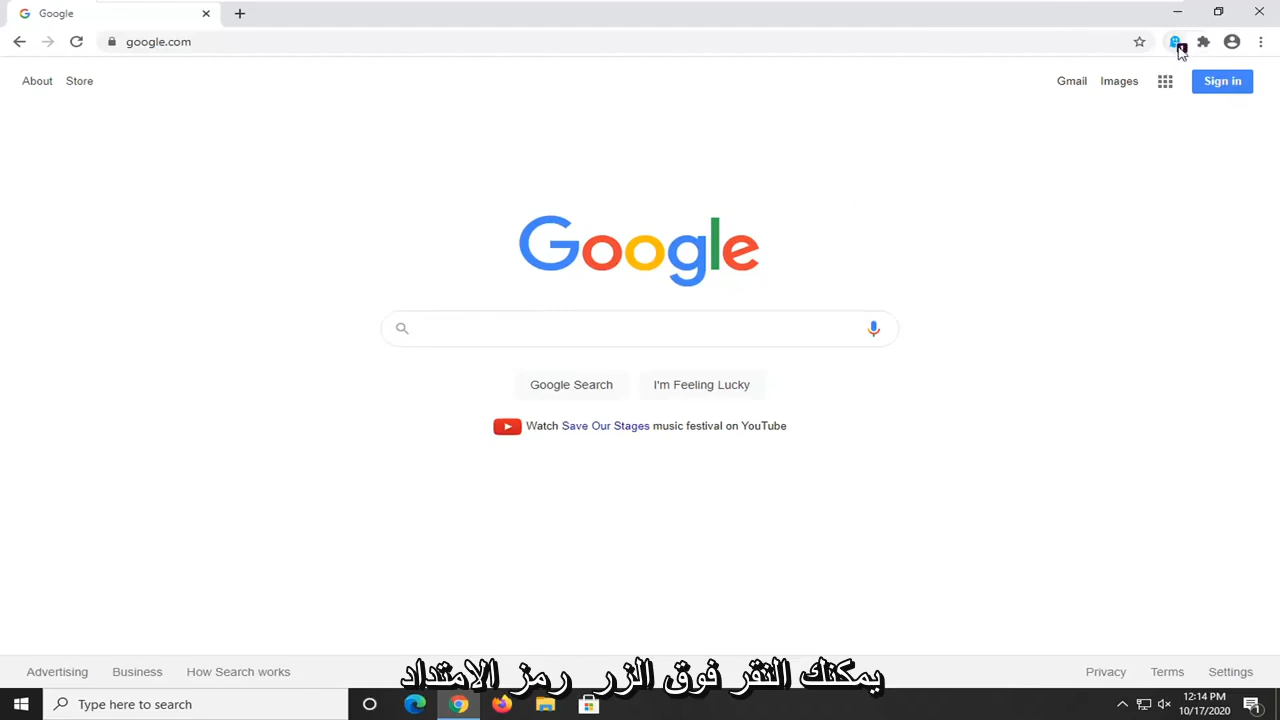 Google
google.com
About Store
Gmail Images Sign in
Google
Google Search I'm Feeling Lucky
Watch Save Our Stages music festival on YouTube
يمكنك النقر فوق الزر رمز الامتداد
Advertising Business How Search works
Privacy Terms Settings
Type here to search
12:14 PM
10/17/2020
1